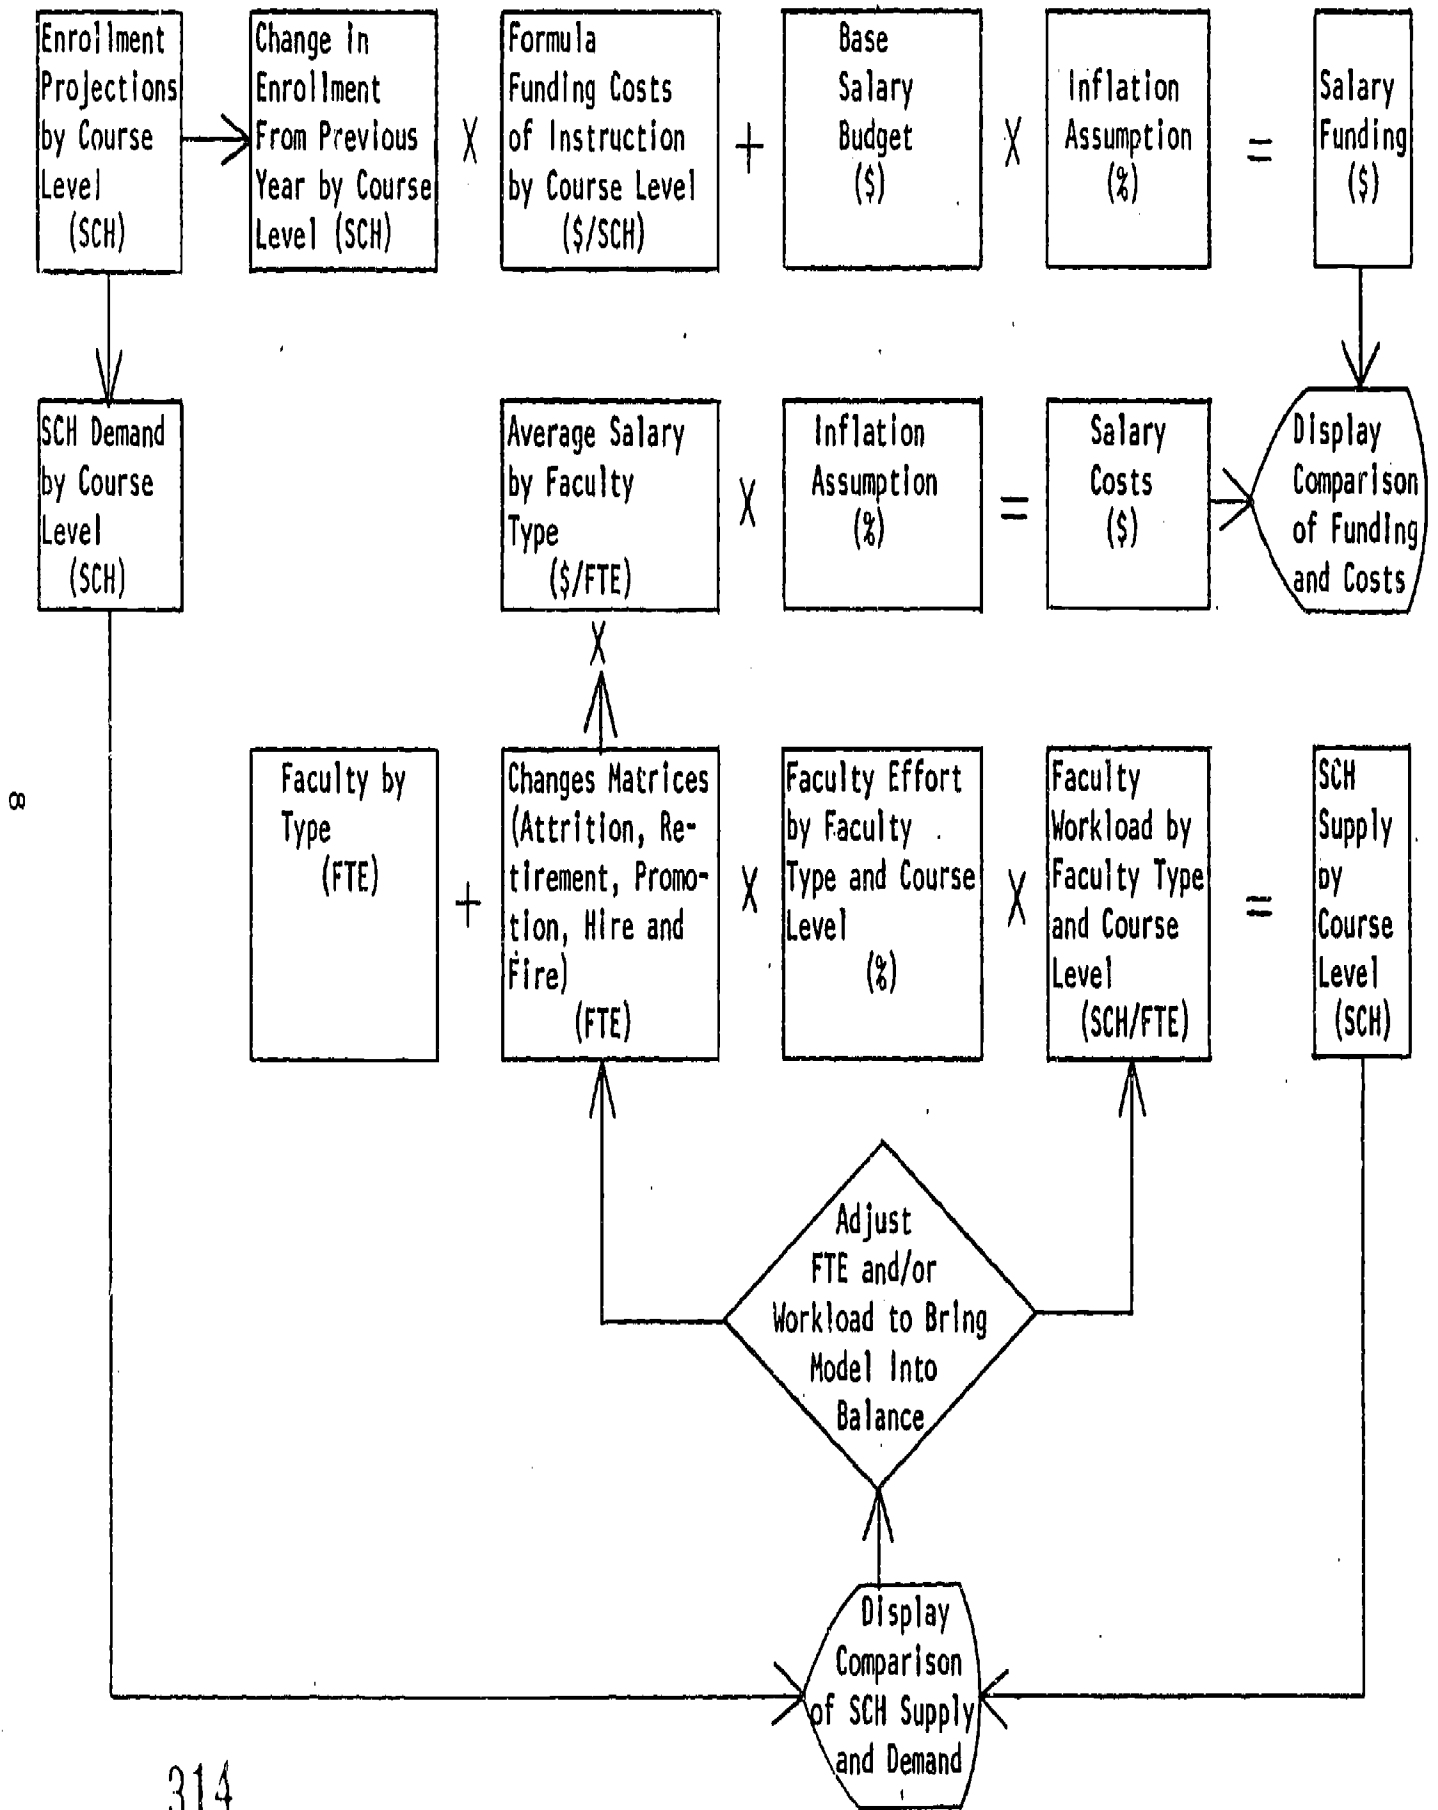 Enrollment
Projections
by Course
Level
(SCH)
Change in
Enrollment
From Previous
Year by Course
Level (SCH)
X
Formula
Funding Costs
of Instruction
by Course Level
($/SCH)
+
Base
Salary
Budget
($)
X
Inflation
Assumption
(%)
=
Salary
Funding
($)
SCH Demand
by Course
Level
(SCH)
Average Salary
by Faculty
Type
($/FTE)
X
Inflation
Assumption
(%)
=
Salary
Costs
($)
Display
Comparison
of Funding
and Costs
X
Faculty by
Type
(FTE)
+
Changes Matrices
(Attrition, Re-
tirement, Promo-
tion, Hire and
Fire)
(FTE)
X
Faculty Effort
by Faculty
Type and Course
Level
(%)
X
Faculty
Workload by
Faculty Type
and Course
Level
(SCH/FTE)
=
SCH
Supply
by
Course
Level
(SCH)
Adjust
FTE and/or
Workload to Bring
Model Into
Balance
Display
Comparison
of SCH Supply
and Demand
8
314